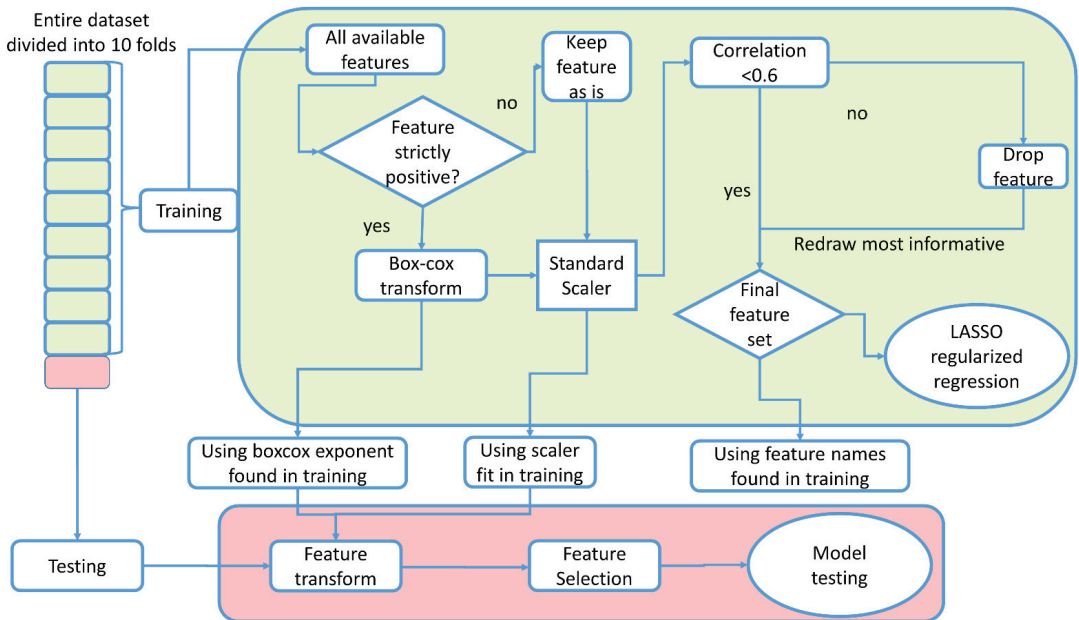 Entire dataset
divided into 10 folds
Training
All available
features
Feature
strictly
positive?
no
Keep
feature
as is
yes
Box-cox
transform
Standard
Scaler
Correlation
<0.6
no
Drop
feature
yes
Redraw most informative
Final
feature
set
LASSO
regularized
regression
Using boxcox exponent
found in training
Using scaler
fit in training
Using feature names
found in training
Testing
Feature
transform
Feature
Selection
Model
testing